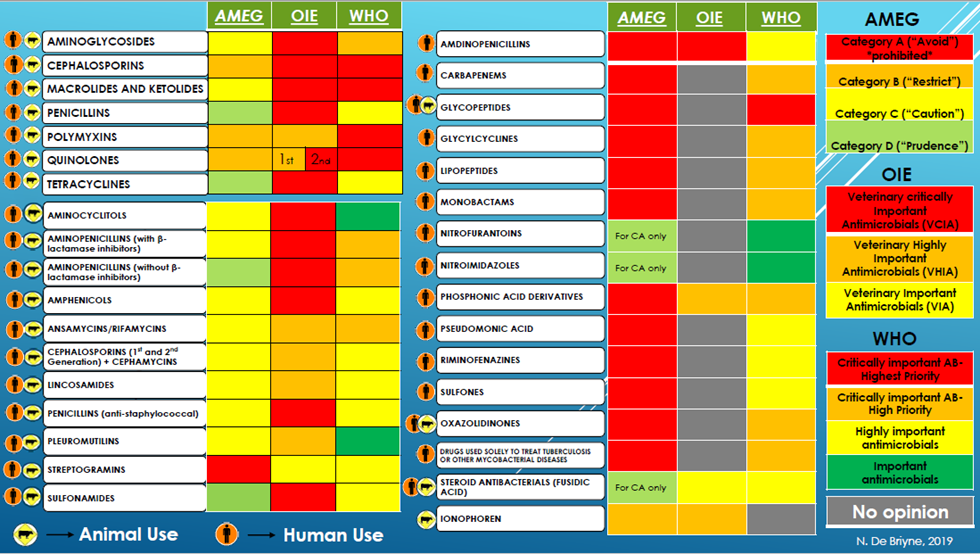 AMEG OIE WHO
AMINOGLYCOSIDES
CEPHALOSPORINS
MACROLIDES AND KETOLIDES
PENICILLINS
POLYMYXINS
QUINOLONES 1st 2nd
TETRACYCLINES
AMINOCYCLITOLS
AMINOPENICILLINS (with β-
lactamase inhibitors)
AMINOPENICILLINS (without β-
lactamase inhibitors)
AMPHENICOLS
ANSAMYCINS/RIFAMYCINS
CEPHALOSPORINS (1st and 2nd
Generation) + CEPHAMYCINS
LINCOSAMIDES
PENICILLINS (anti-staphylococcal)
PLEUROMUTILINS
STREPTOGRAMINS
SULFONAMIDES
Animal Use
Human Use
AMEG OIE WHO
AMDINOPENICILLINS
CARBAPENEMS
GLYCOPEPTIDES
GLYCYLCYCLINES
LIPOPEPTIDES
MONOBACTAMS
NITROFURANTOINS For CA only
NITROIMIDAZOLES For CA only
PHOSPHONIC ACID DERIVATIVES
PSEUDOMONIC ACID
RIMINOFENAZINES
SULFONES
OXAZOLIDINONES
DRUGS USED SOLELY TO TREAT TUBERCULOSIS
OR OTHER MYCOBACTERIAL DISEASES
STEROID ANTIBACTERIALS (FUSIDIC
ACID) For CA only
IONOPHOREN
AMEG
Category A ("Avoid")
*prohibited*
Category B ("Restrict")
Category C ("Caution")
Category D ("Prudence")
OIE
Veterinary critically
Important
Antimicrobials (VCIA)
Veterinary Highly
Important
Antimicrobials (VHIA)
Veterinary Important
Antimicrobials (VIA)
WHO
Critically important AB-
Highest Priority
Critically important AB-
High Priority
Highly important
antimicrobials
Important
antimicrobials
No opinion
N. De Briyne, 2019